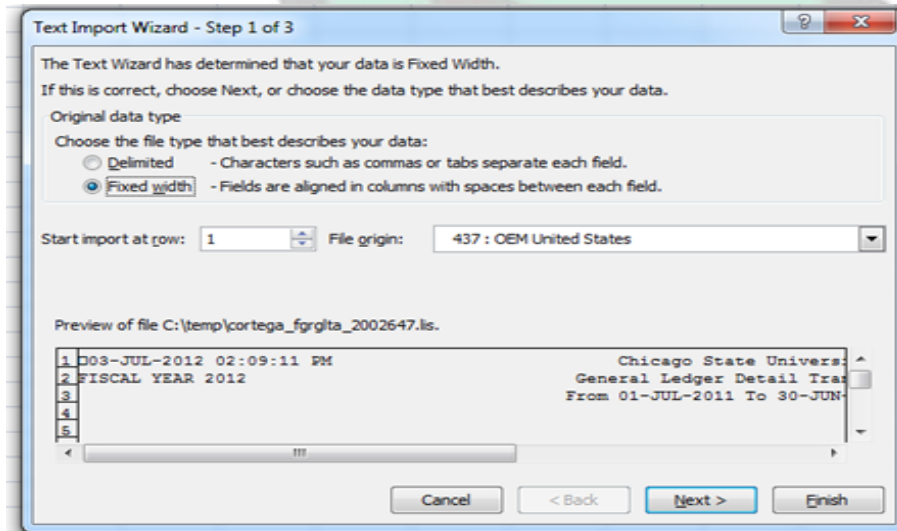 Text Import Wizard - Step 1 of 3
The Text Wizard has determined that your data is Fixed Width.
If this is correct, choose Next, or choose the data type that best describes your data.
Original data type
Choose the file type that best describes your data:
Delimited - Characters such as commas or tabs separate each field.
Fixed width - Fields are aligned in columns with spaces between each field.
Start import at row: 1 File origin: 437 : OEM United States
Preview of file C:\temp\cortega_fgrglta_2002647.lis.
1 □03-JUL-2012 02:09:11 PM Chicago State Univers
2 FISCAL YEAR 2012 General Ledger Detail Tra
3 From 01-JUL-2011 To 30-JUN-
4
5
Cancel < Back Next > Finish